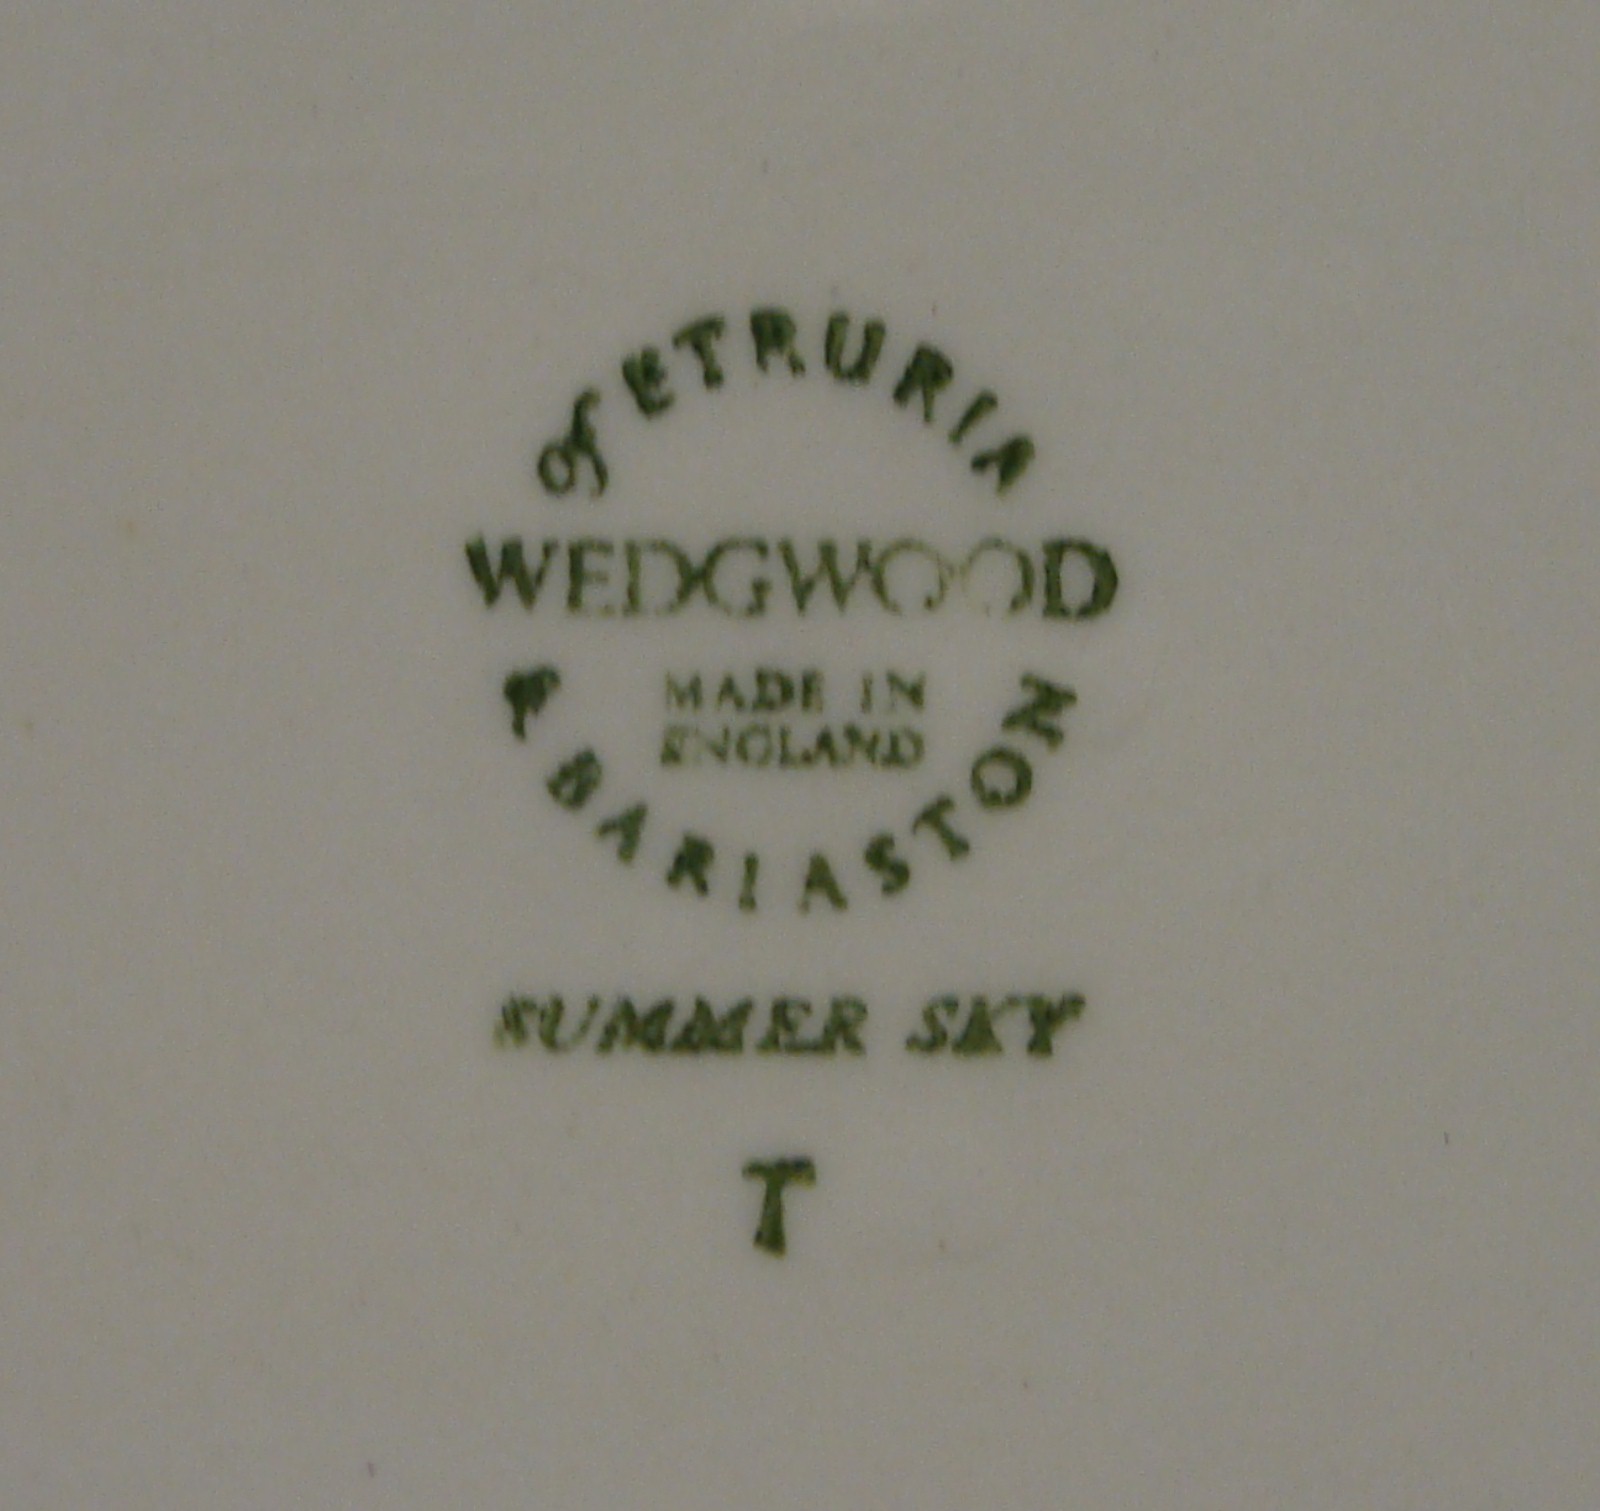 of ETRURIA
WEDGWOOD
MADE IN
ENGLAND
& BARLASTON
SUMMER SKY
T